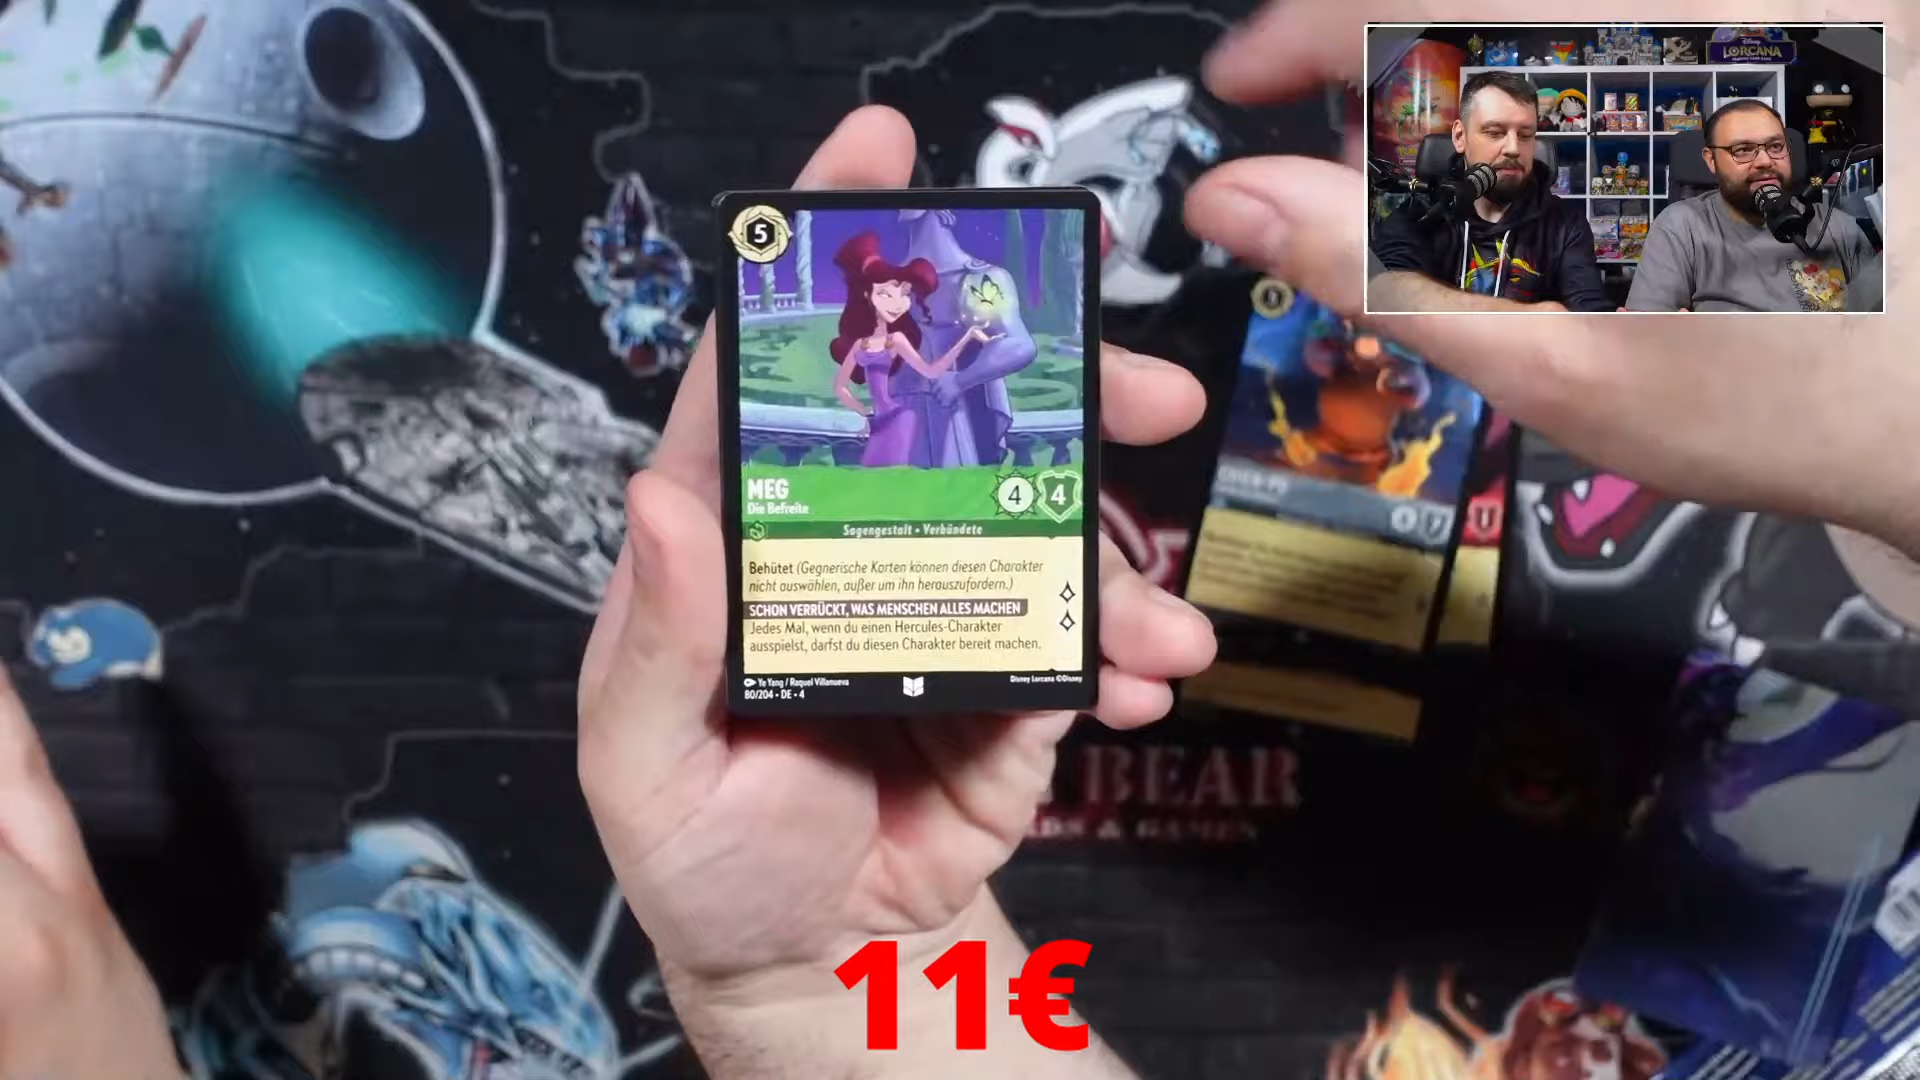 Disney
LORCANA
5
MEG
Die Befreite
4 4
Sagengestalt • Verbündete
Behütet (Gegnerische Karten können diesen Charakter
nicht auswählen, außer um ihn herauszufordern.)
SCHON VERRÜCKT, WAS MENSCHEN ALLES MACHEN
Jedes Mal, wenn du einen Hercules-Charakter
ausspielst, darfst du diesen Charakter bereit machen.
Ye Yang / Raquel Villanueva
Disney Lorcana ©Disney
80/204 • DE • 4
BEAR
& GAMES
11€